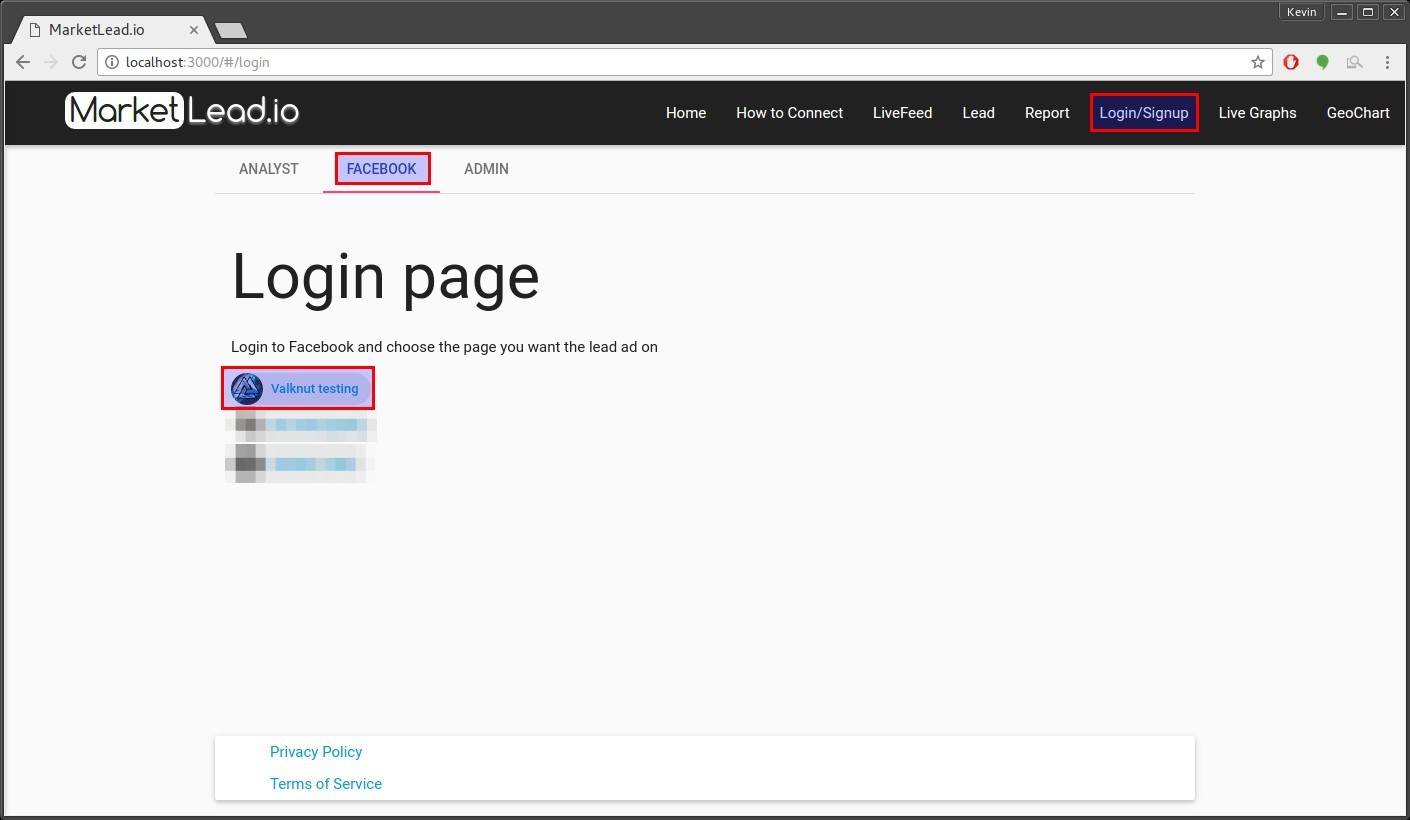 Kevin
MarketLead.io
localhost:3000/#/login
MarketLead.io
Home How to Connect LiveFeed Lead Report Login/Signup Live Graphs GeoChart
ANALYST FACEBOOK ADMIN
Login page
Login to Facebook and choose the page you want the lead ad on
Valknut testing
Privacy Policy
Terms of Service